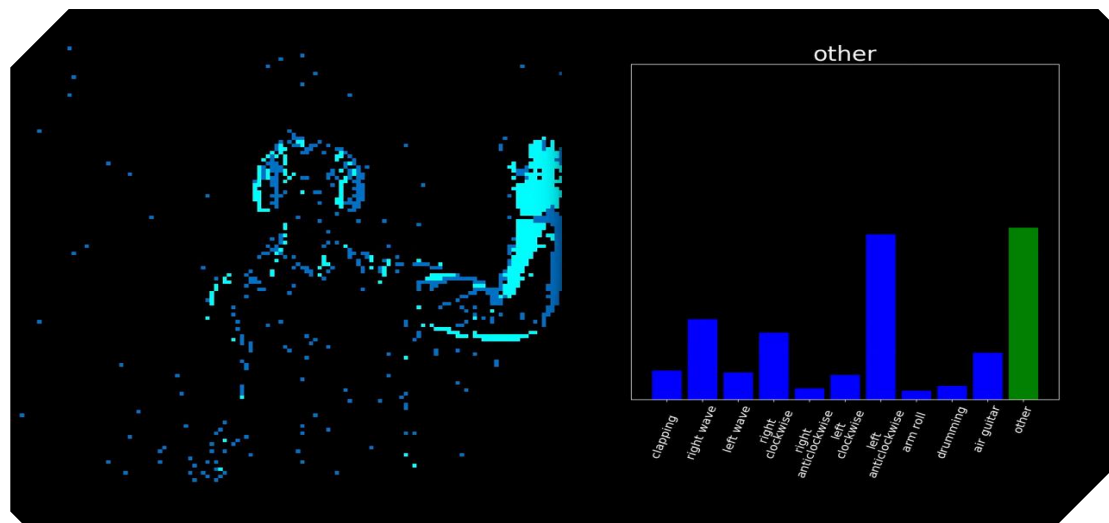 other
clapping
right wave
left wave
right
clockwise
right
anticlockwise
left
clockwise
left
anticlockwise
arm roll
drumming
air guitar
other